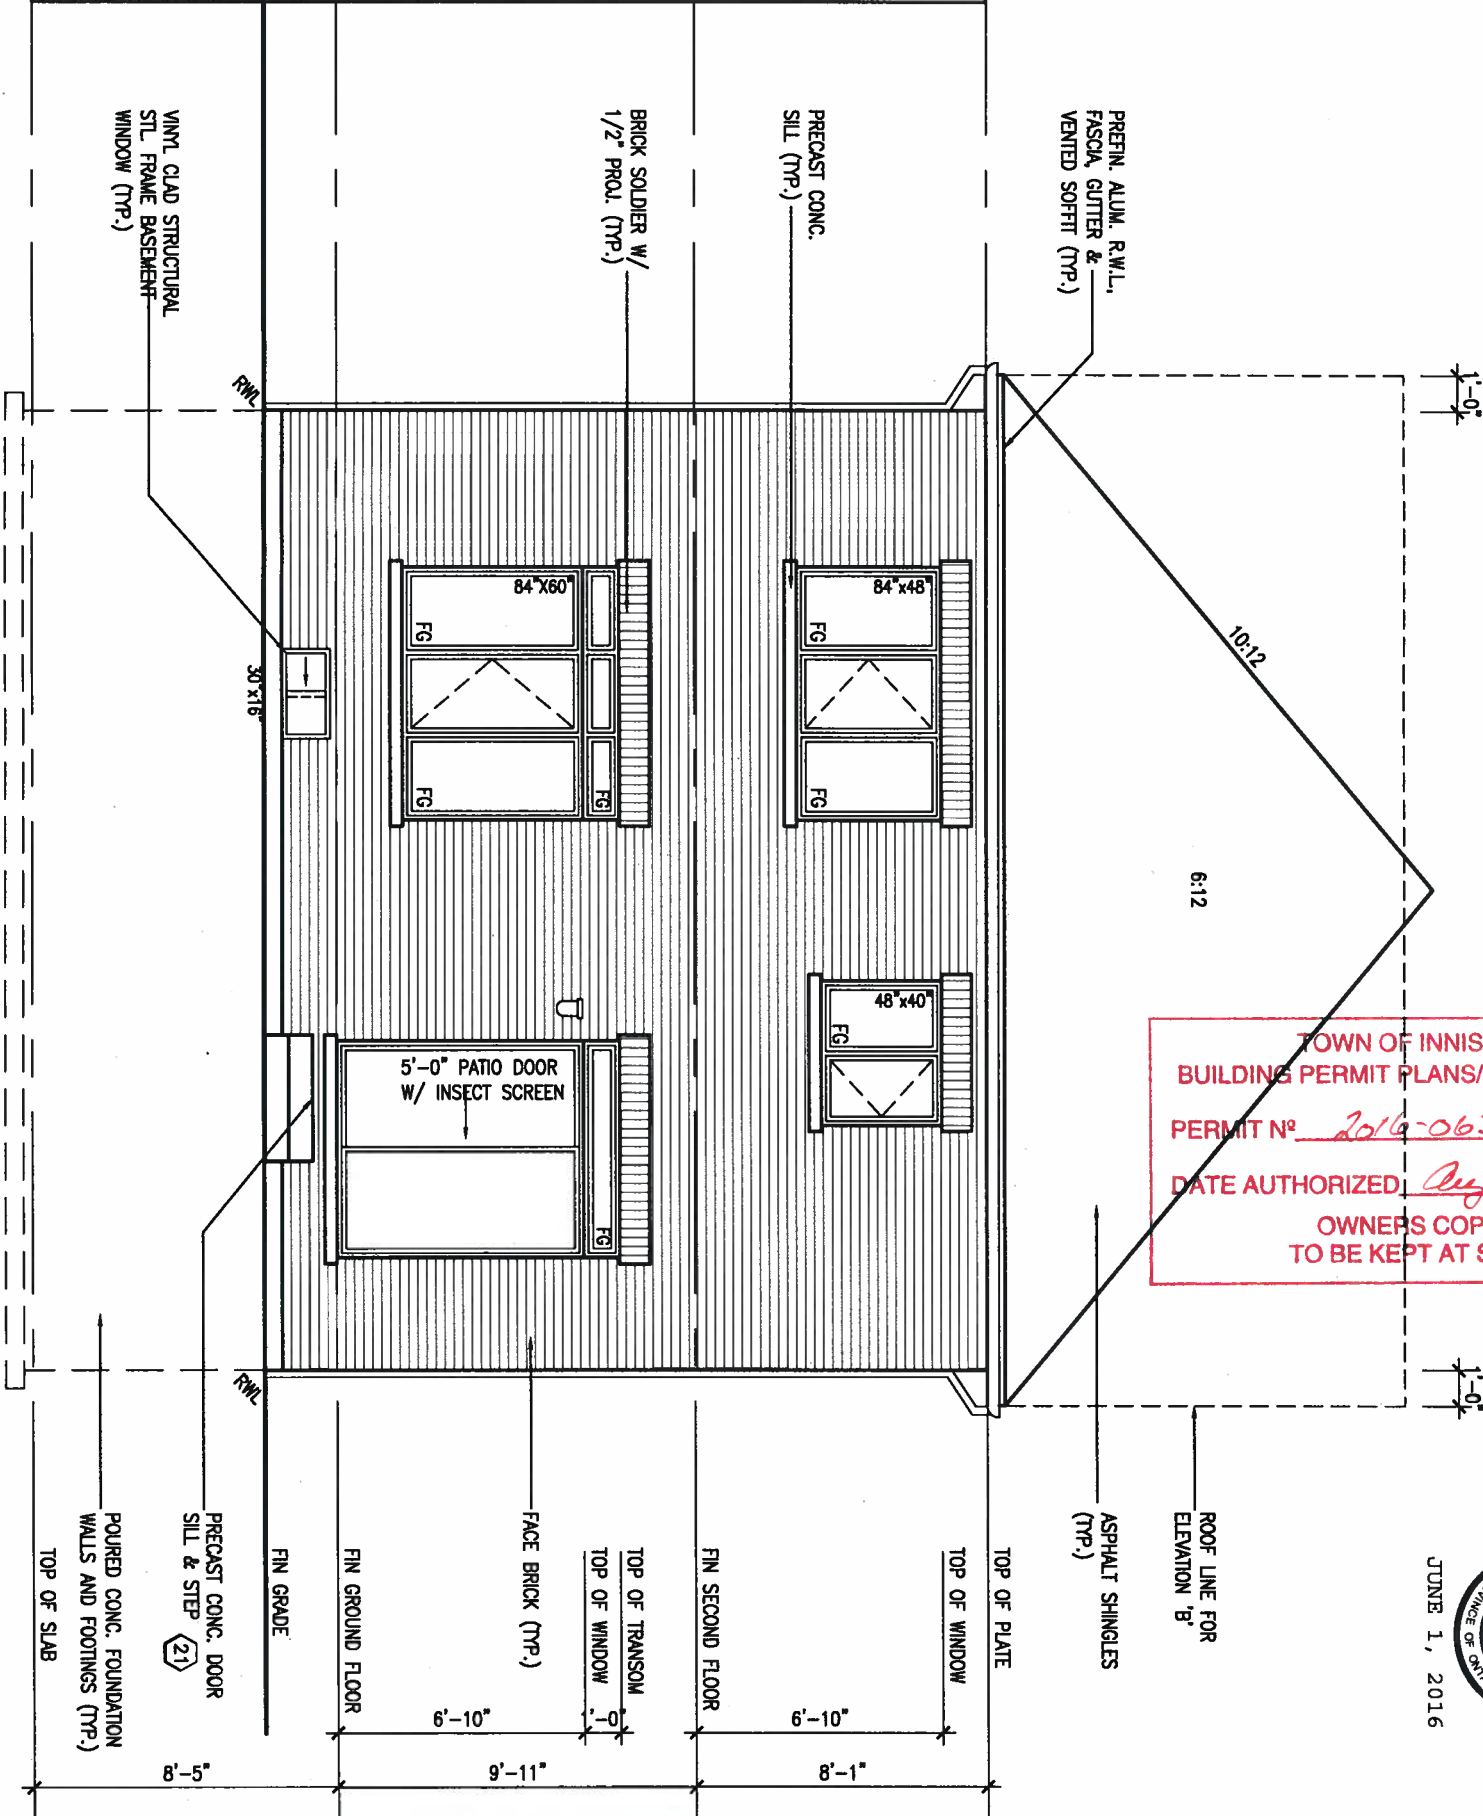 1'-0"
1'-0"
JUNE 1, 2016
PREFIN. ALUM. R.W.L.,
FASCIA, GUTTER &
VENTED SOFFIT (TYP.)
PRECAST CONC.
SILL (TYP.)
BRICK SOLDIER W/
1/2" PROJ. (TYP.)
VINYL CLAD STRUCTURAL
STL. FRAME BASEMENT
WINDOW (TYP.)
10:12
6:12
TOWN OF
BUILDING PERMIT
PERMIT Nº
DATE AUTHORIZED
OWNERS
TO BE KEPT AT
84"x48"
FG
FG
48"x40"
FG
84"X60"
FG
FG
FG
5'-0" PATIO DOOR
W/ INSECT SCREEN
FG
30"x16"
RWL
RWL
ROOF LINE FOR
ELEVATION 'B'
ASPHALT SHINGLES
(TYP.)
TOP OF PLATE
TOP OF WINDOW
FIN SECOND FLOOR
TOP OF TRANSOM
TOP OF WINDOW
FACE BRICK (TYP.)
FIN GROUND FLOOR
FIN GRADE
PRECAST CONC. DOOR
SILL & STEP 21
POURED CONC. FOUNDATION
WALLS AND FOOTINGS (TYP.)
TOP OF SLAB
6'-10"
1'-0"
6'-10"
8'-1"
9'-11"
8'-5"